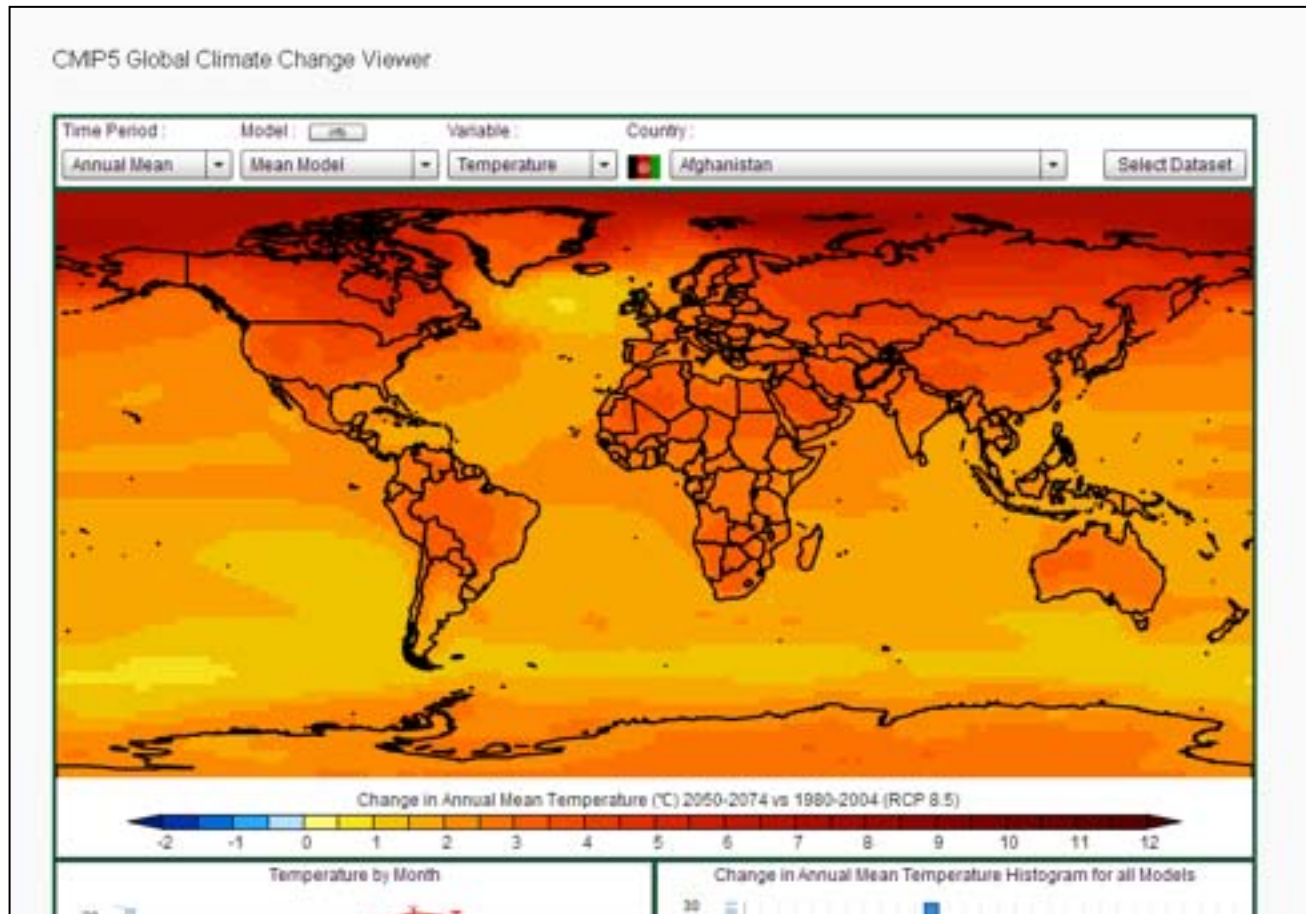 CMIP5 Global Climate Change Viewer
Time Period : Model : Variable : Country :
Annual Mean Mean Model Temperature Afghanistan Select Dataset
Change in Annual Mean Temperature (℃) 2050-2074 vs 1980-2004 (RCP 8.5)
-2 -1 0 1 2 3 4 5 6 7 8 9 10 11 12
Temperature by Month Change in Annual Mean Temperature Histogram for all Models
30